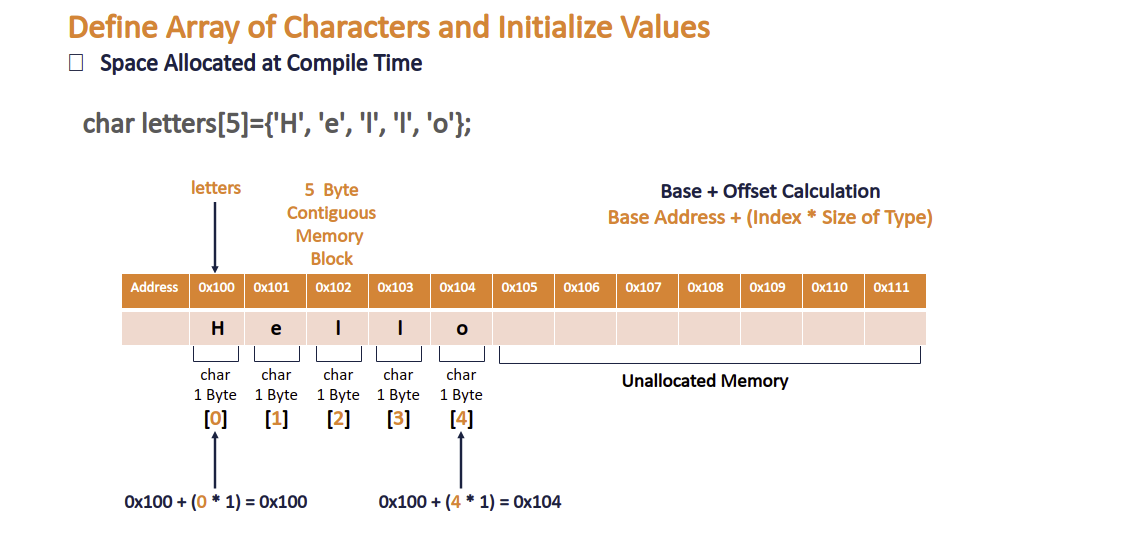 Define Array of Characters and Initialize Values
Space Allocated at Compile Time
char letters[5]={'H', 'e', 'l', 'l', 'o'};
letters
5 Byte
Contiguous
Memory
Block
Base + Offset Calculation
Base Address + (Index * Size of Type)
Address 0x100 0x101 0x102 0x103 0x104 0x105 0x106 0x107 0x108 0x109 0x110 0x111
H e l l o
char char char char char
1 Byte 1 Byte 1 Byte 1 Byte 1 Byte
[0] [1] [2] [3] [4]
Unallocated Memory
0x100 + (0 * 1) = 0x100
0x100 + (4 * 1) = 0x104